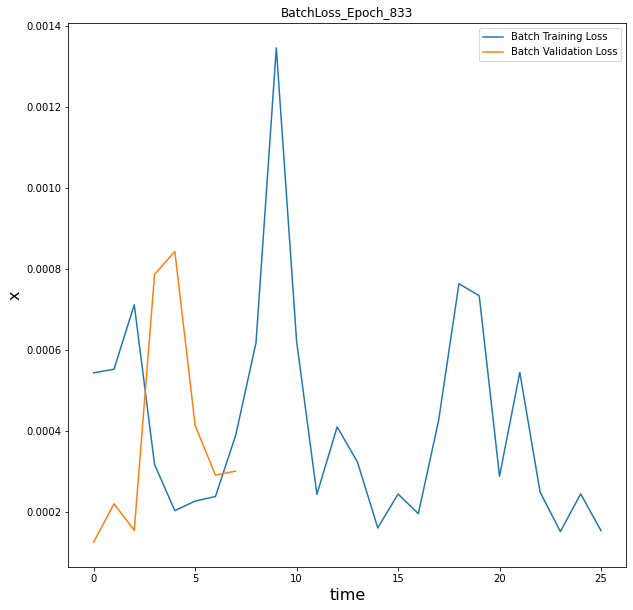 BatchLoss_Epoch_833
Batch Training Loss
Batch Validation Loss
0.0014
0.0012
0.0010
0.0008
0.0006
0.0004
0.0002
x
0 5 10 15 20 25
time